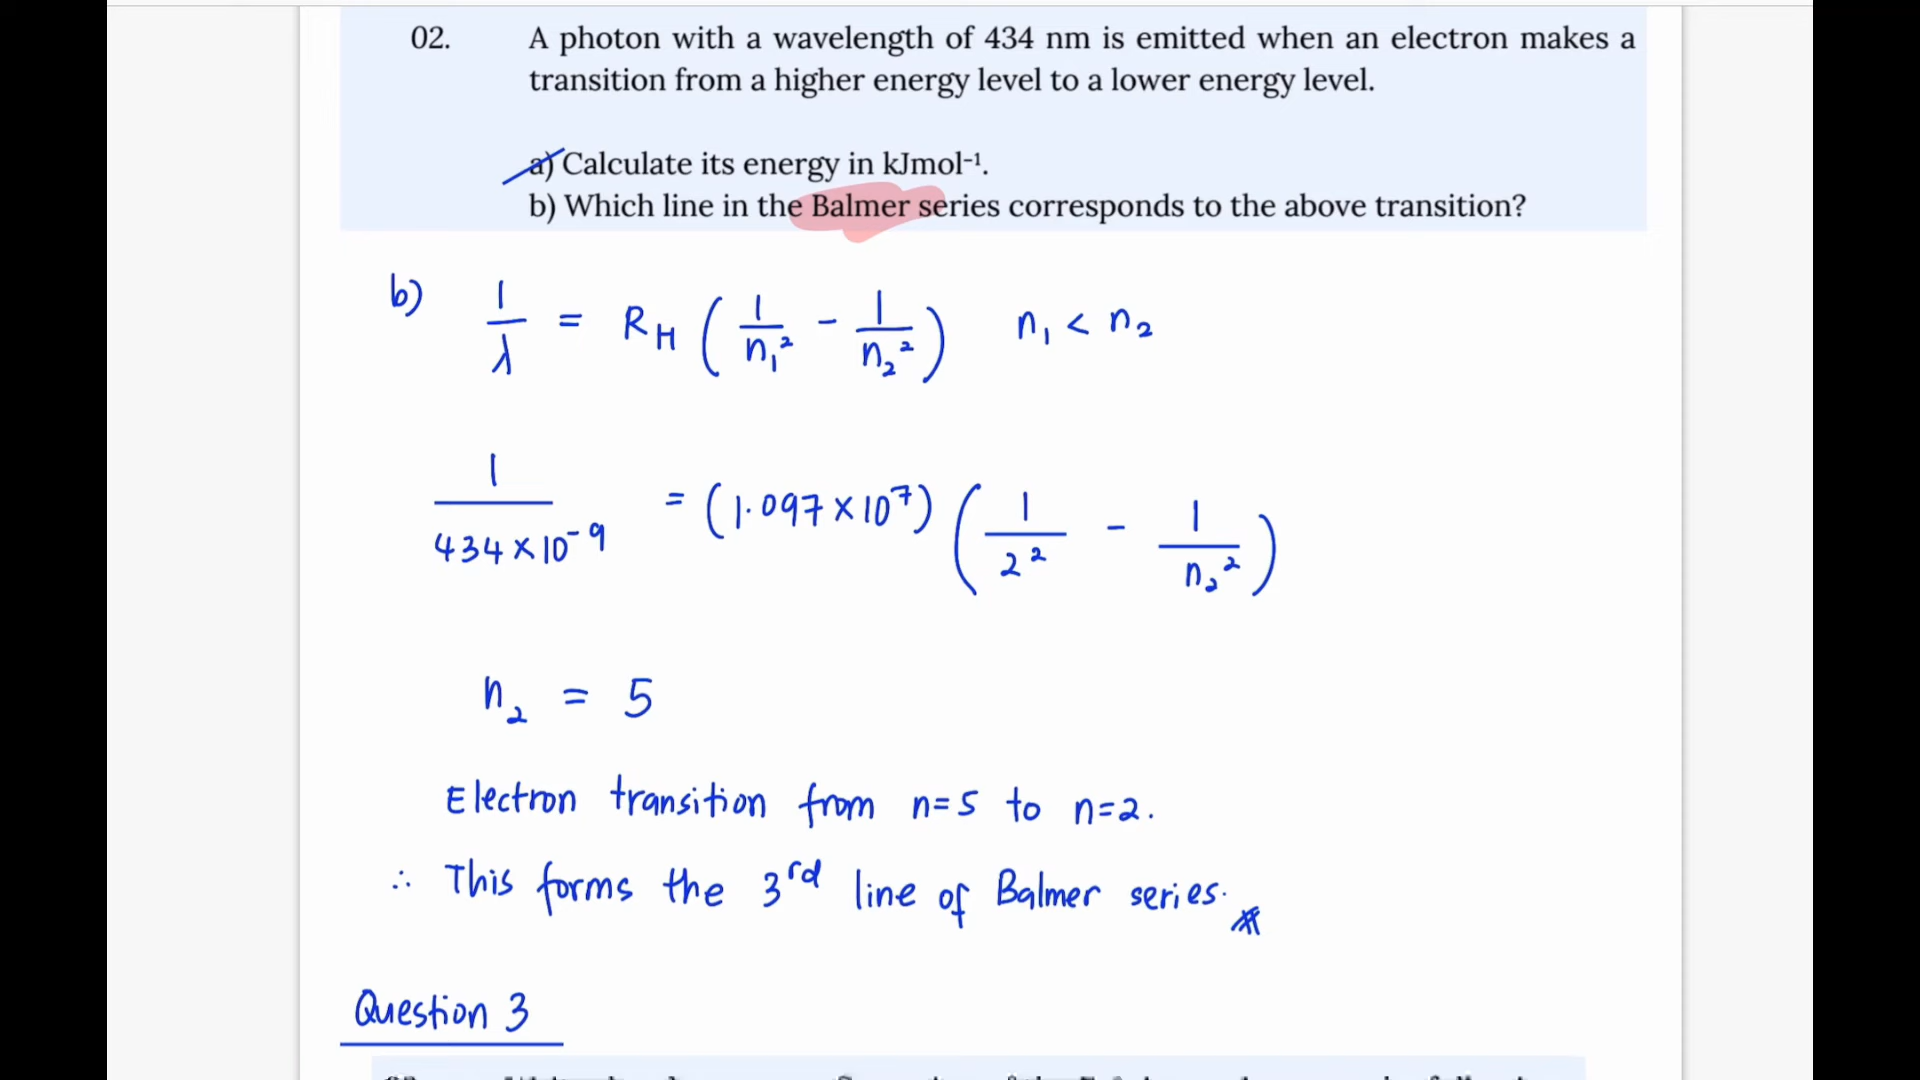 02. A photon with a wavelength of 434 nm is emitted when an electron makes a
transition from a higher energy level to a lower energy level.
a) Calculate its energy in kJmol⁻¹.
b) Which line in the Balmer series corresponds to the above transition?
b) 1/λ = R_H (1/n₁² - 1/n₂²) n₁ < n₂
1/(434 × 10⁻⁹) = (1.097 × 10⁷) (1/2² - 1/n₂²)
n₂ = 5
Electron transition from n=5 to n=2.
∴ This forms the 3rd line of Balmer series.
Question 3